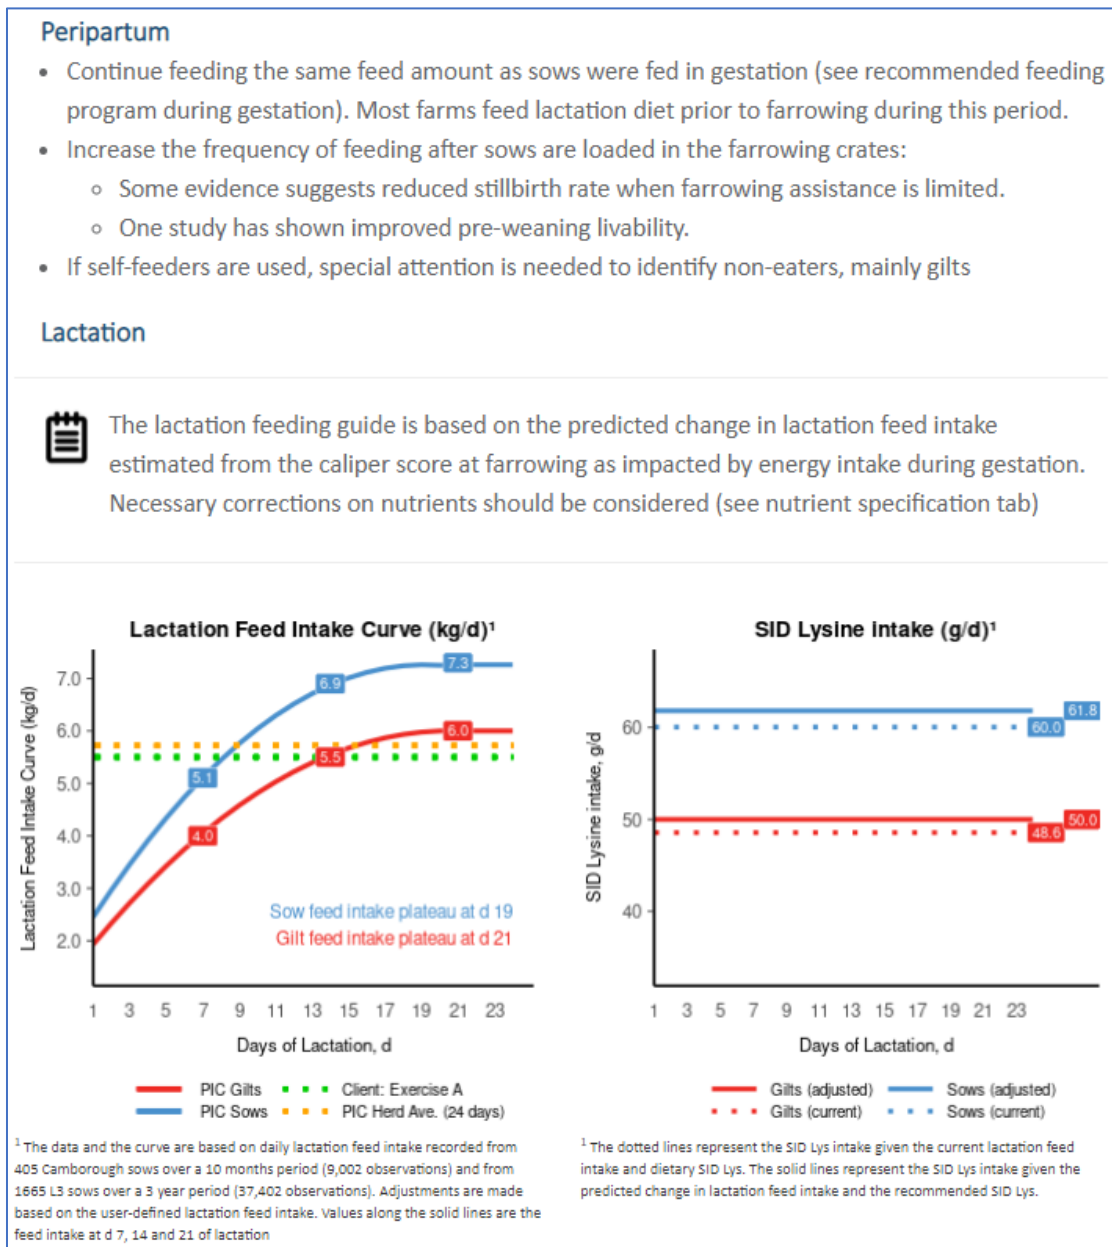 Peripartum
• Continue feeding the same feed amount as sows were fed in gestation (see recommended feeding
program during gestation). Most farms feed lactation diet prior to farrowing during this period.
• Increase the frequency of feeding after sows are loaded in the farrowing crates:
○ Some evidence suggests reduced stillbirth rate when farrowing assistance is limited.
○ One study has shown improved pre-weaning livability.
• If self-feeders are used, special attention is needed to identify non-eaters, mainly gilts
Lactation
The lactation feeding guide is based on the predicted change in lactation feed intake
estimated from the caliper score at farrowing as impacted by energy intake during gestation.
Necessary corrections on nutrients should be considered (see nutrient specification tab)
Lactation Feed Intake Curve (kg/d)¹
Lactation Feed Intake Curve (kg/d)
7.0
6.0
5.0
4.0
3.0
2.0
5.1
6.9
7.3
4.0
5.5
6.0
Sow feed intake plateau at d 19
Gilt feed intake plateau at d 21
1 3 5 7 9 11 13 15 17 19 21 23
Days of Lactation, d
PIC Gilts Client: Exercise A
PIC Sows PIC Herd Ave. (24 days)
¹ The data and the curve are based on daily lactation feed intake recorded from
405 Camborough sows over a 10 months period (9,002 observations) and from
1665 L3 sows over a 3 year period (37,402 observations). Adjustments are made
based on the user-defined lactation feed intake. Values along the solid lines are the
feed intake at d 7, 14 and 21 of lactation
SID Lysine intake (g/d)¹
SID Lysine intake, g/d
60
50
40
61.8
60.0
50.0
48.6
1 3 5 7 9 11 13 15 17 19 21 23
Days of Lactation, d
Gilts (adjusted) Sows (adjusted)
Gilts (current) Sows (current)
¹ The dotted lines represent the SID Lys intake given the current lactation feed
intake and dietary SID Lys. The solid lines represent the SID Lys intake given the
predicted change in lactation feed intake and the recommended SID Lys.